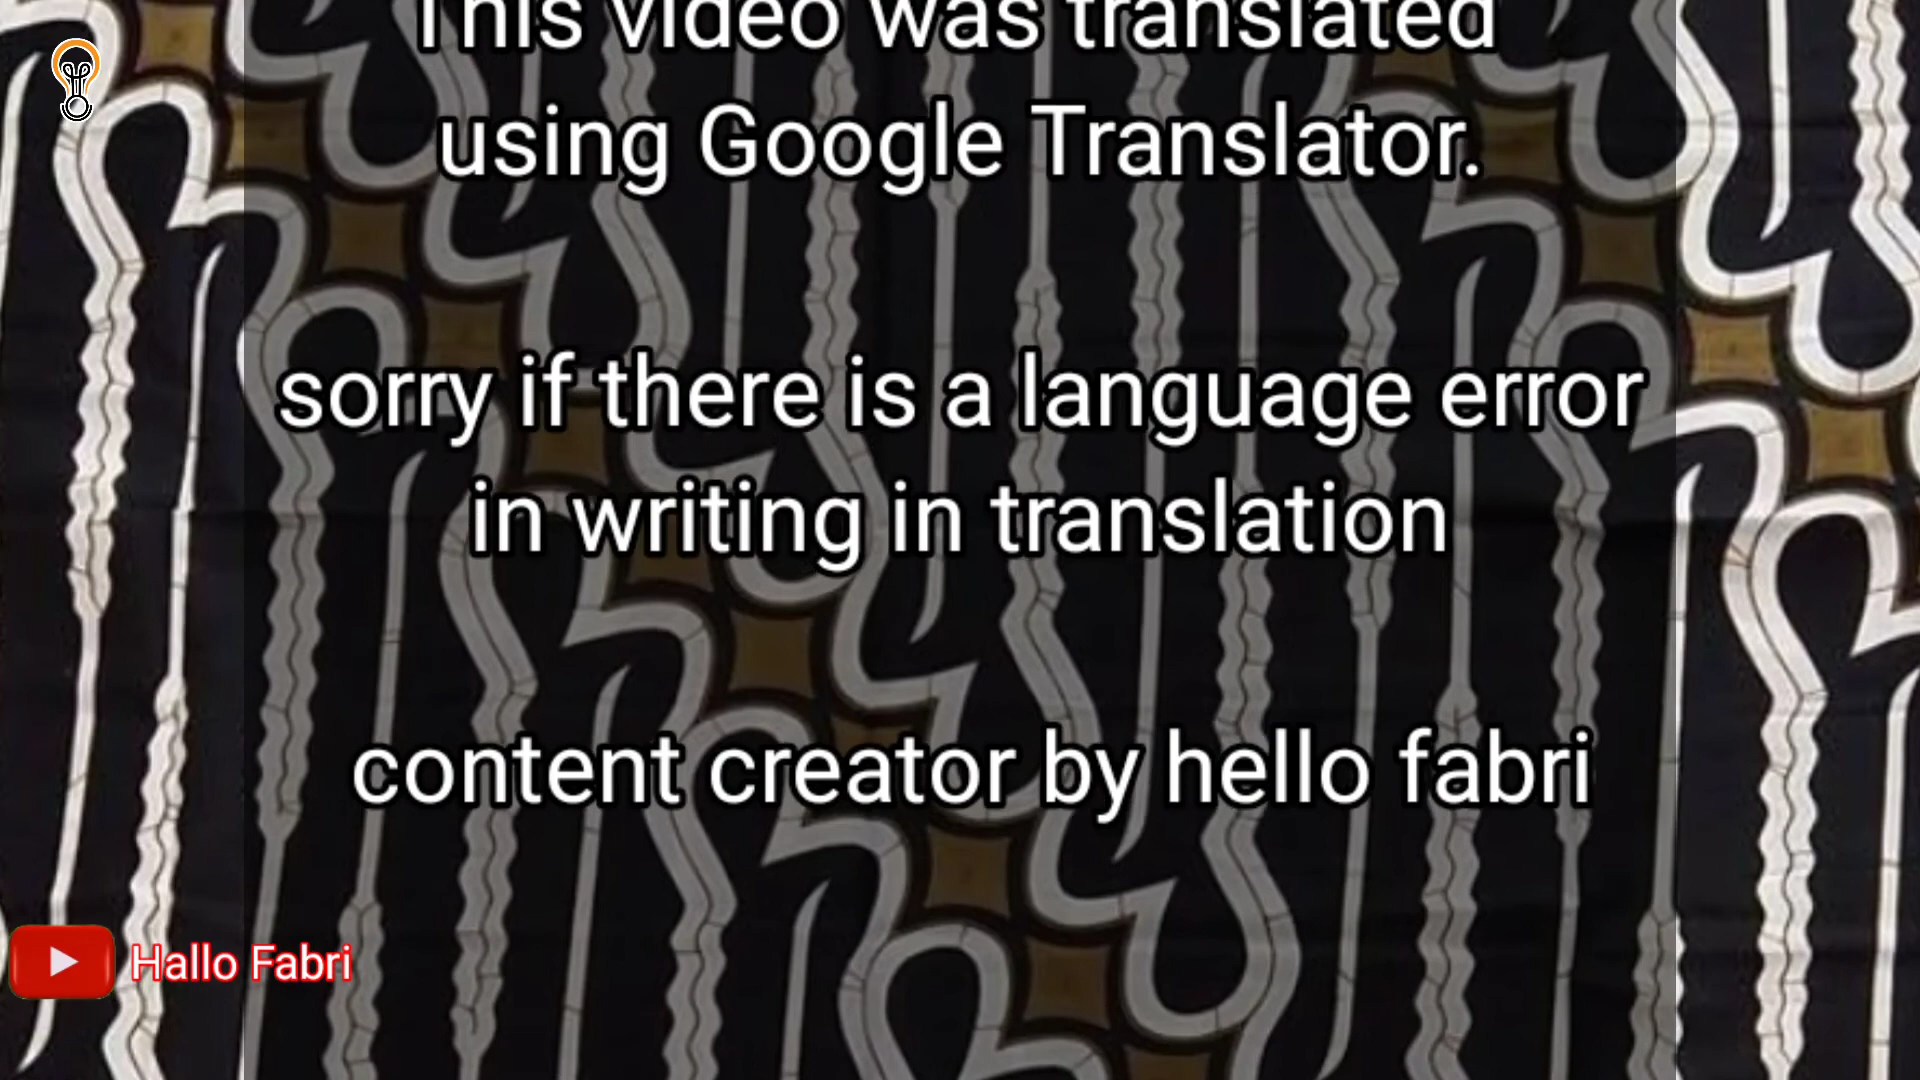 This video was translated
using Google Translator.
sorry if there is a language error
in writing in translation
content creator by hello fabri
Hallo Fabri